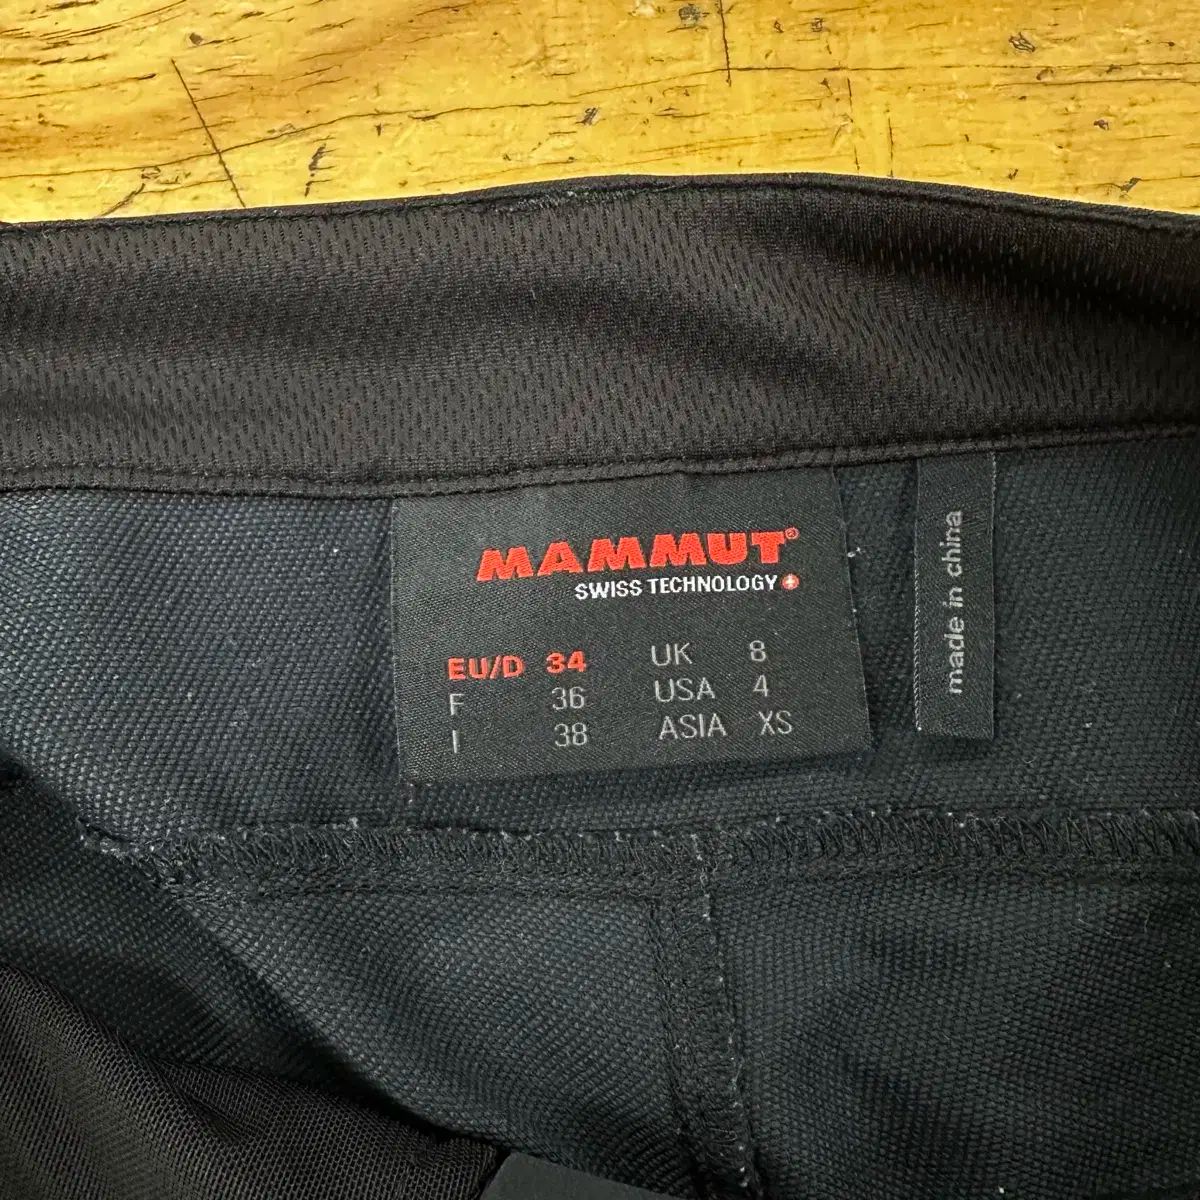 MAMMUT®
SWISS TECHNOLOGY
EU/D 34 UK 8
F 36 USA 4
I 38 ASIA XS
made in china